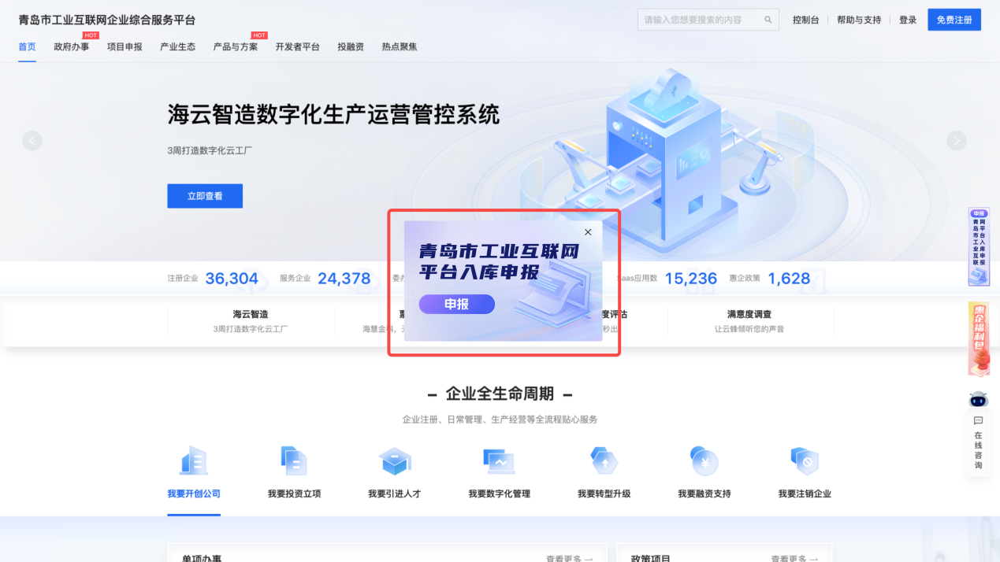 青岛市工业互联网企业综合服务平台
请输入您想要搜索的内容
控制台
帮助与支持
登录
免费注册
首页
政府办事
HOT
项目申报
产业生态
产品与方案
HOT
开发者平台
投融资
热点聚焦
海云智造数字化生产运营管控系统
3周打造数字化云工厂
立即查看
青岛市工业互联网
平台入库申报
申报
申报
青岛市工业互联
网平台入库申报
惠企福利包
在线咨询
注册企业 36,304
服务企业 24,378
委办
Saas应用数 15,236
惠企政策 1,628
海云智造
3周打造数字化云工厂
海慧金科,
度评估
秒出
满意度调查
让云蜂倾听您的声音
– 企业全生命周期 –
企业注册、日常管理、生产经营等全流程贴心服务
我要开创公司
我要投资立项
我要引进人才
我要数字化管理
我要转型升级
我要融资支持
我要注销企业
单项办事
查看更多 →
政策项目
查看更多 →